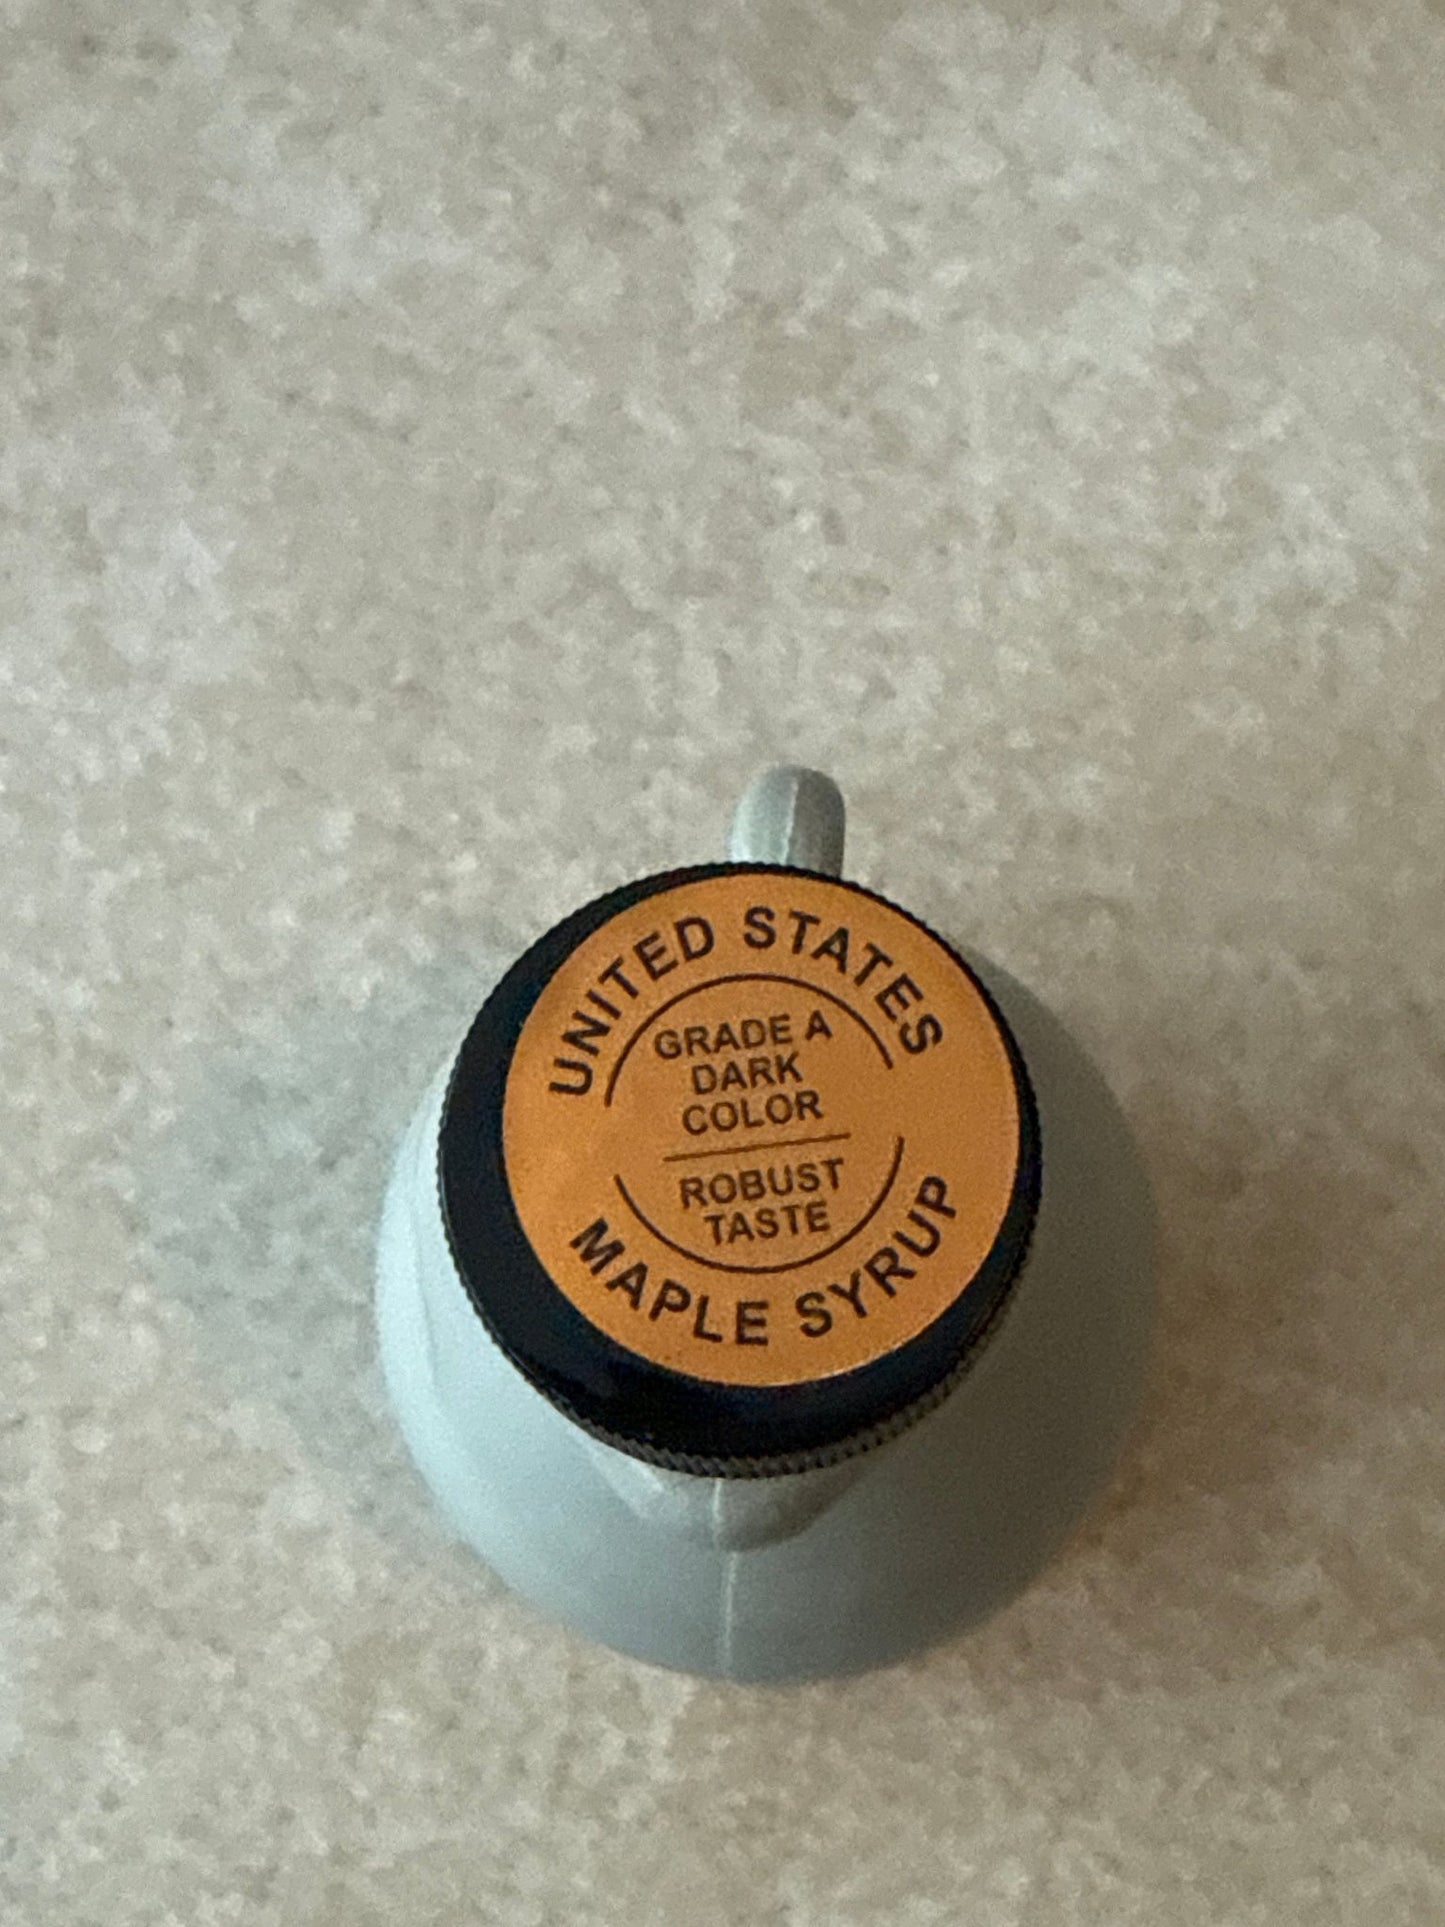 UNITED STATES
GRADE A
DARK
COLOR
ROBUST
TASTE
MAPLE SYRUP